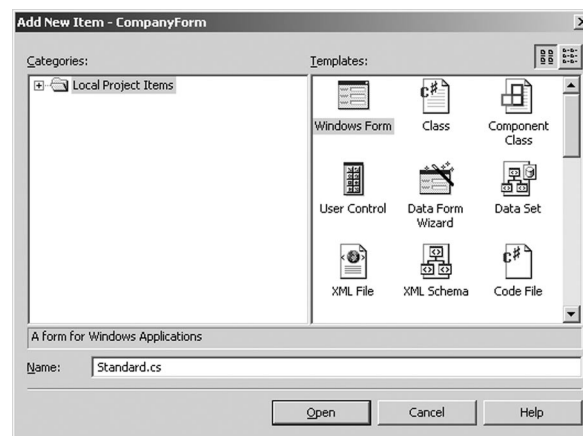 Add New Item - CompanyForm
Categories:
Templates:
Local Project Items
Windows Form
Class
Component
Class
User Control
Data Form
Wizard
Data Set
XML File
XML Schema
Code File
A form for Windows Applications
Name:
Standard.cs
Open
Cancel
Help